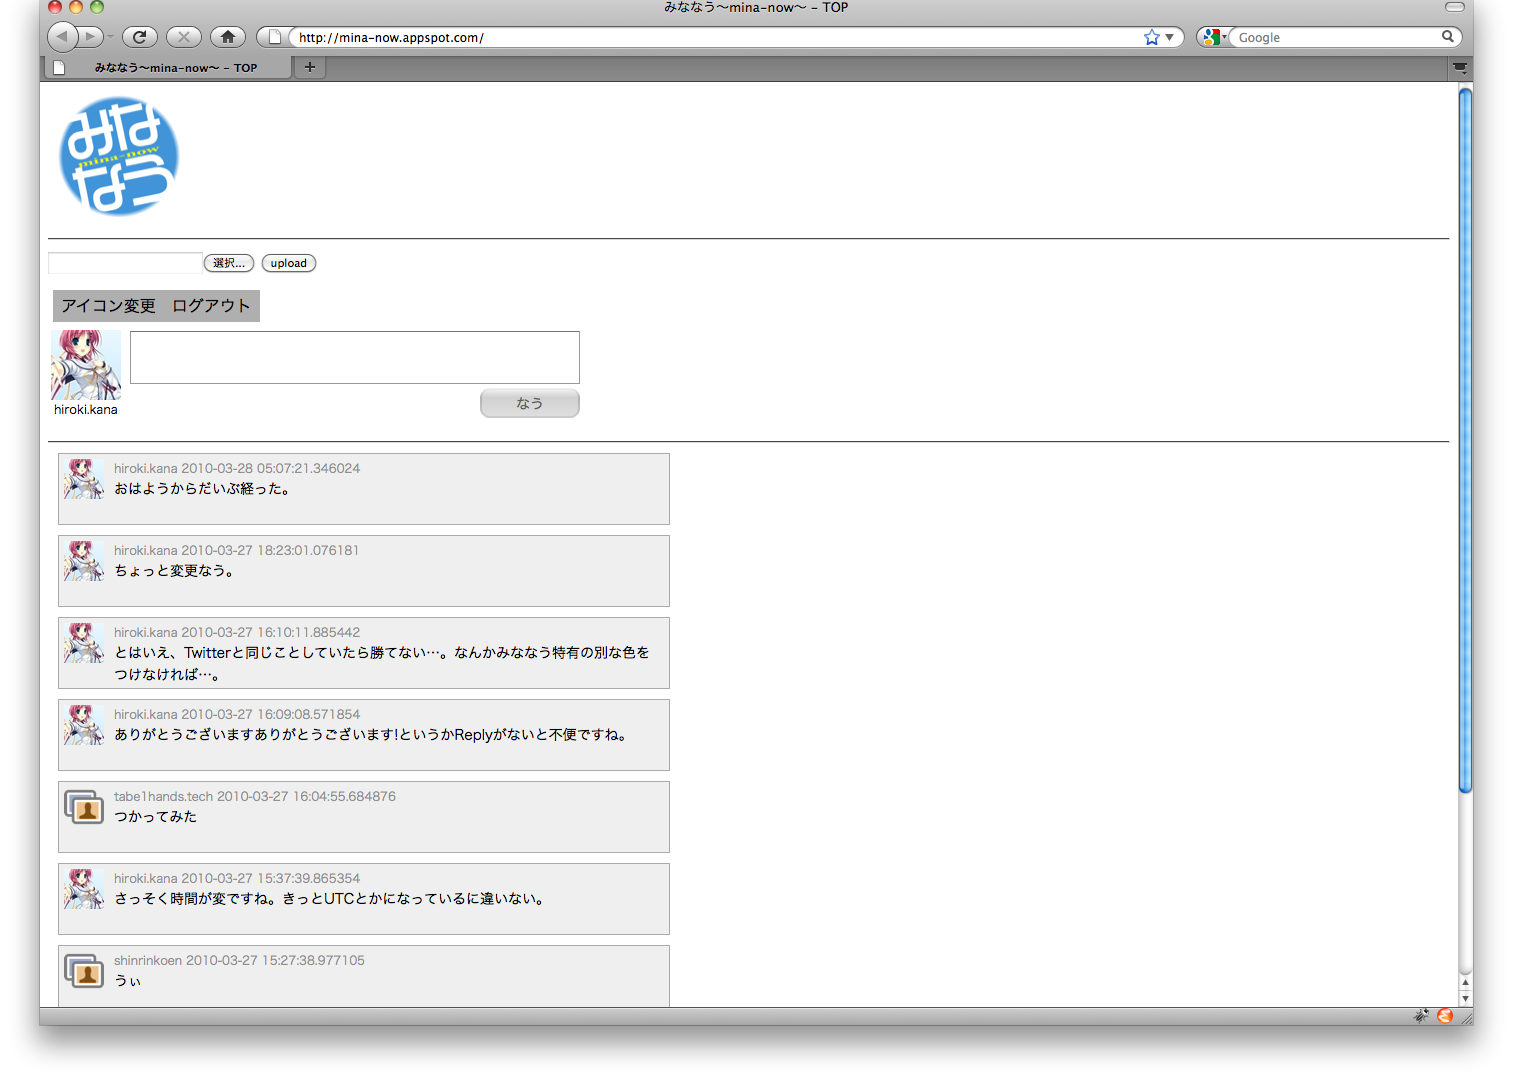 みななう〜mina-now〜 - TOP
http://mina-now.appspot.com/
Google
みななう〜mina-now〜 - TOP
みな
mina-now
なう
選択... upload
アイコン変更 ログアウト
hiroki.kana
なう
hiroki.kana 2010-03-28 05:07:21.346024
おはようからだいぶ経った。
hiroki.kana 2010-03-27 18:23:01.076181
ちょっと変更なう。
hiroki.kana 2010-03-27 16:10:11.885442
とはいえ、Twitterと同じことしていたら勝てない…。なんかみななう特有の別な色を
つけなければ…。
hiroki.kana 2010-03-27 16:09:08.571854
ありがとうございますありがとうございます!というかReplyがないと不便ですね。
tabe1hands.tech 2010-03-27 16:04:55.684876
つかってみた
hiroki.kana 2010-03-27 15:37:39.865354
さっそく時間が変ですね。きっとUTCとかになっているに違いない。
shinrinkoen 2010-03-27 15:27:38.977105
うぃ